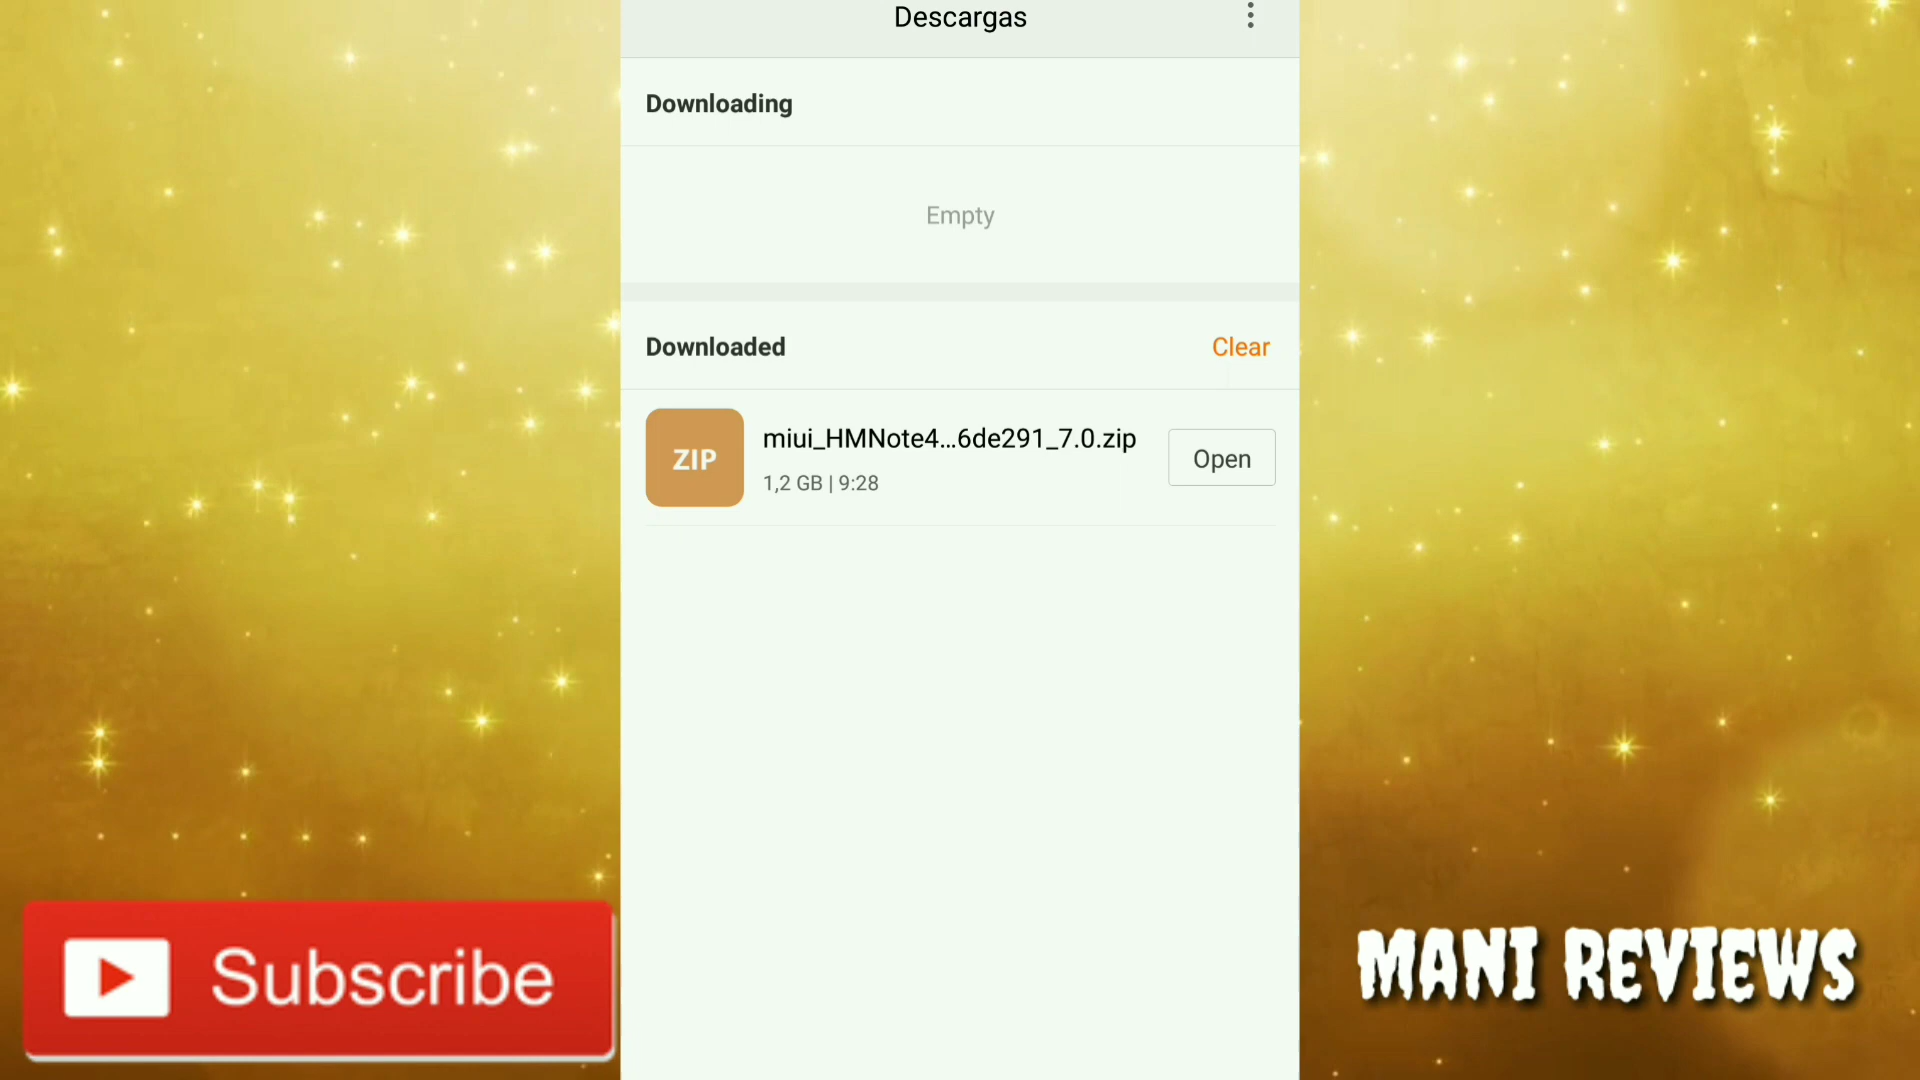 Descargas
Downloading
Empty
Downloaded
Clear
ZIP
miui_HMNote4...6de291_7.0.zip
1,2 GB | 9:28
Open
Subscribe
MANI REVIEWS